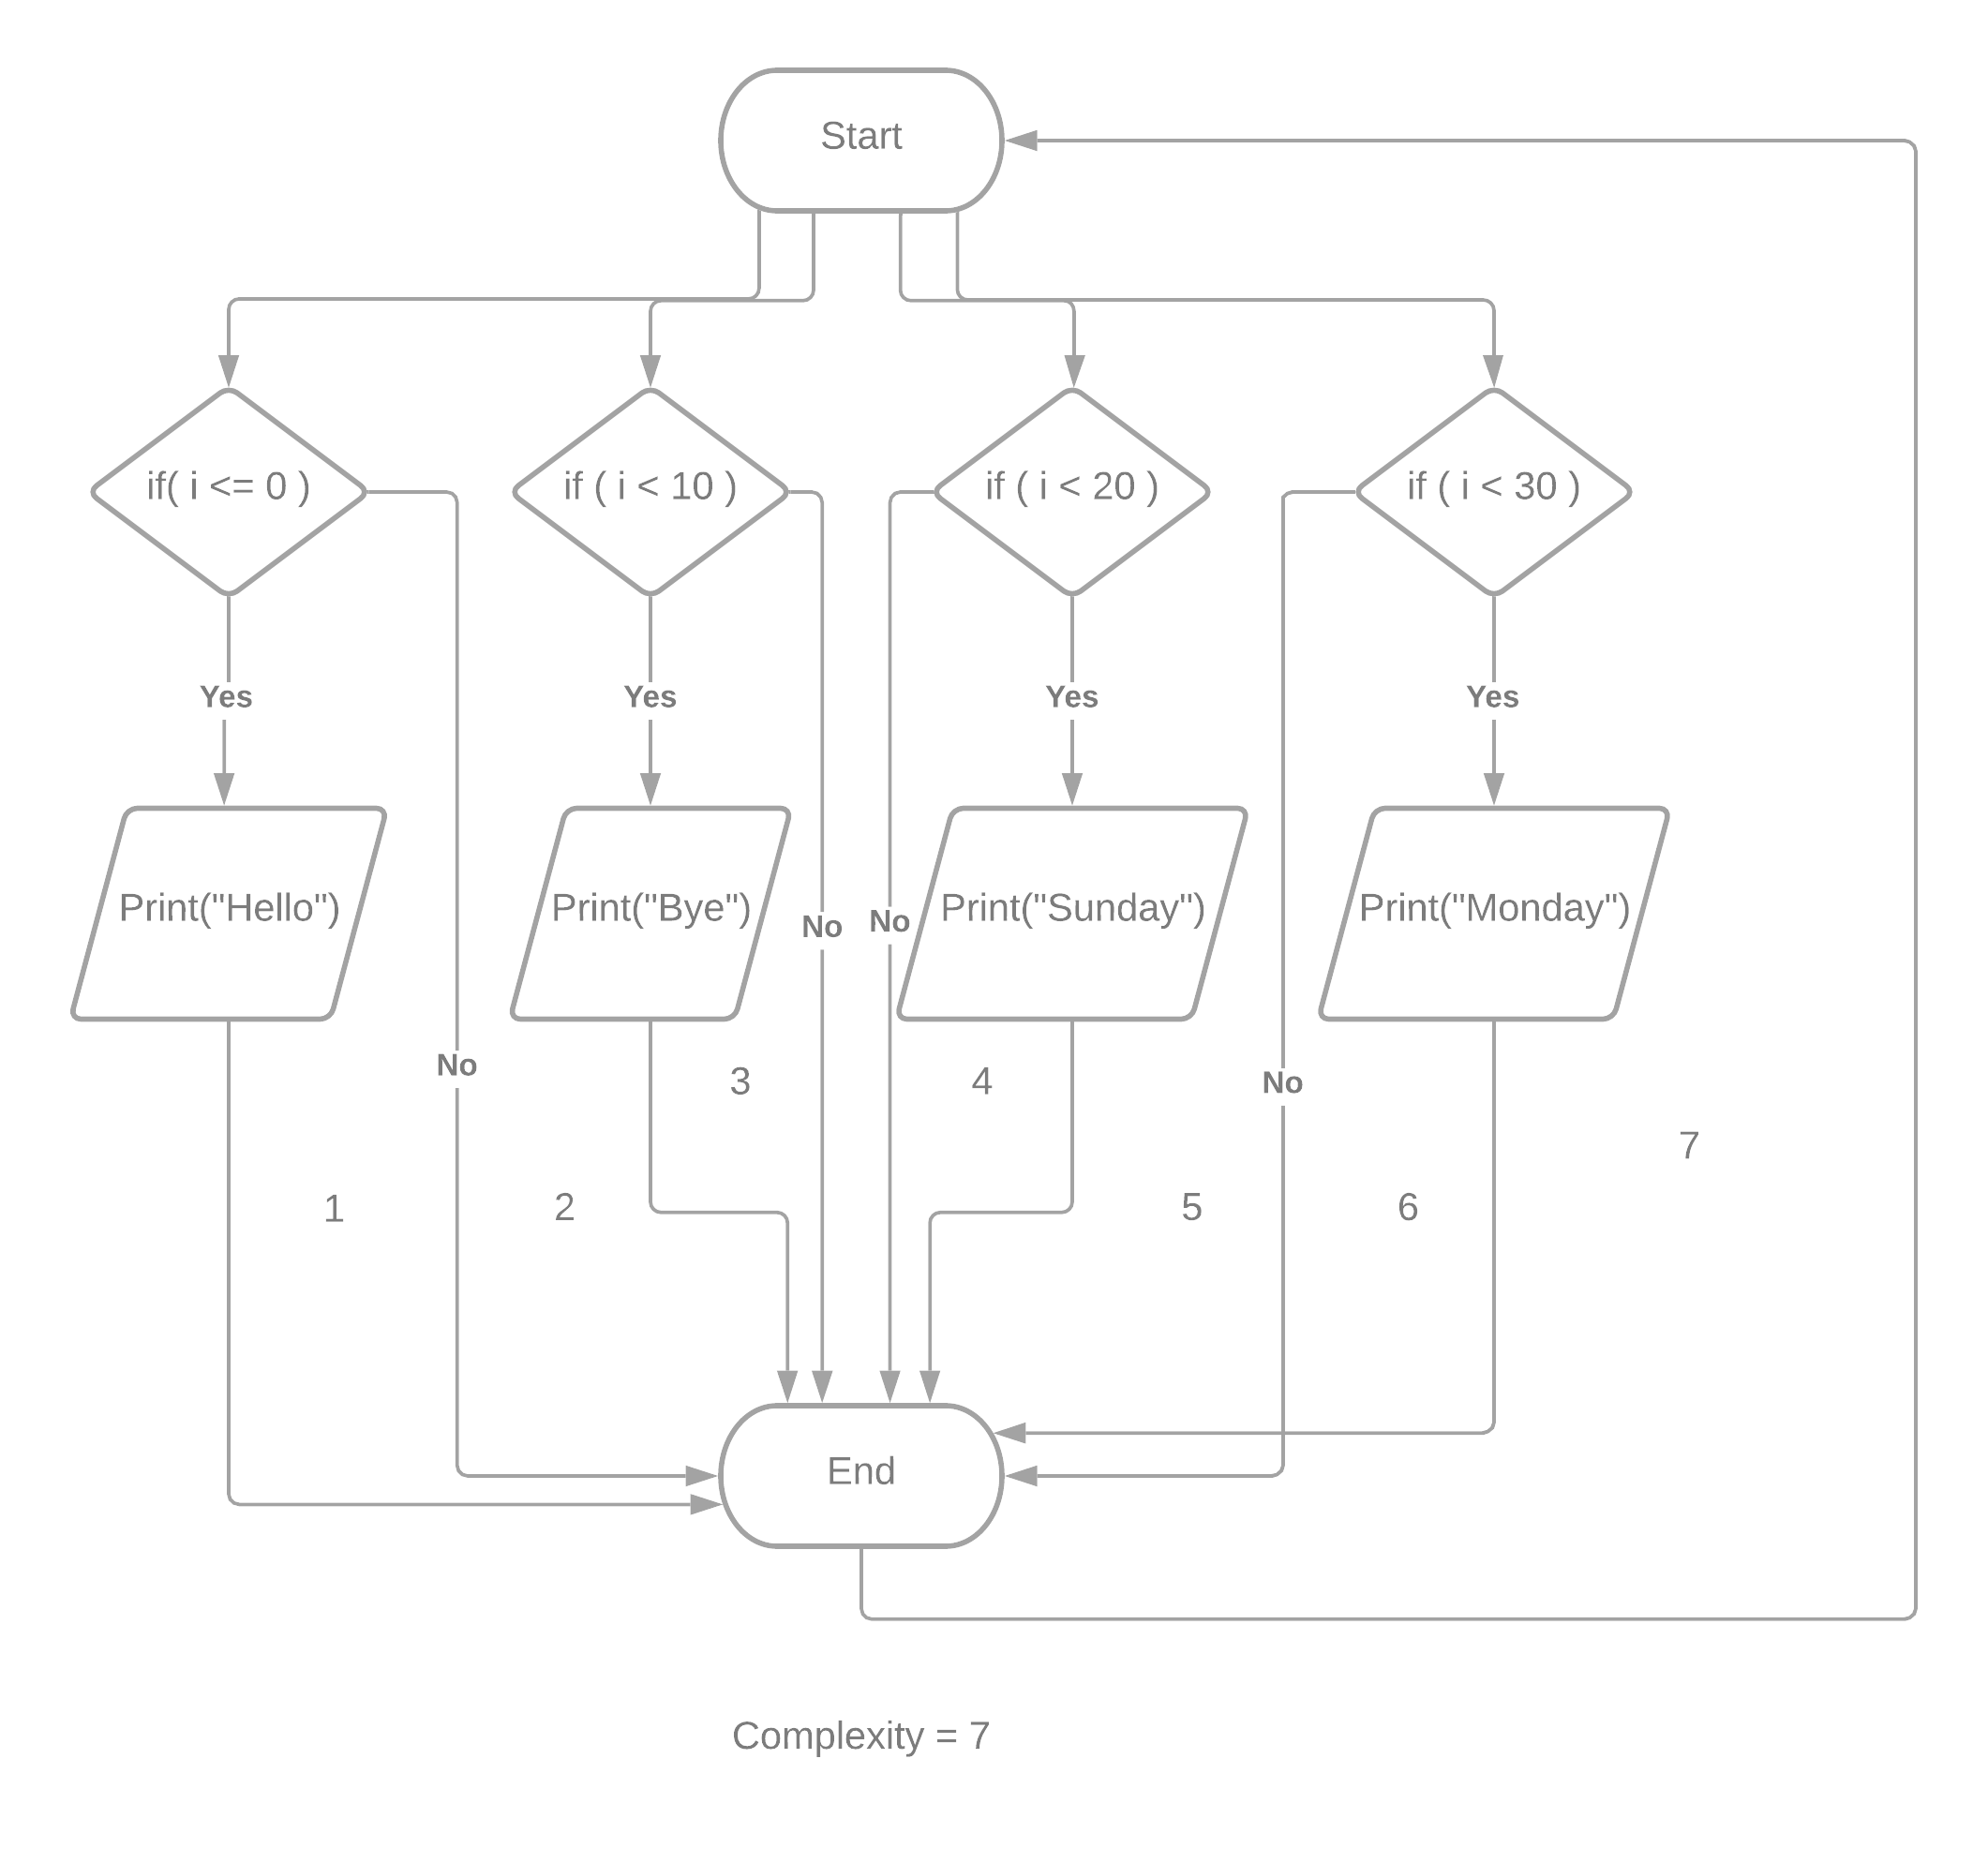 Start
if( i <= 0 )
if ( i < 10 )
if ( i < 20 )
if ( i < 30 )
Yes
Yes
Yes
Yes
Print("Hello")
Print("Bye")
No
No
Print("Sunday")
Print("Monday")
No
3
4
No
7
1
2
5
6
End
Complexity = 7